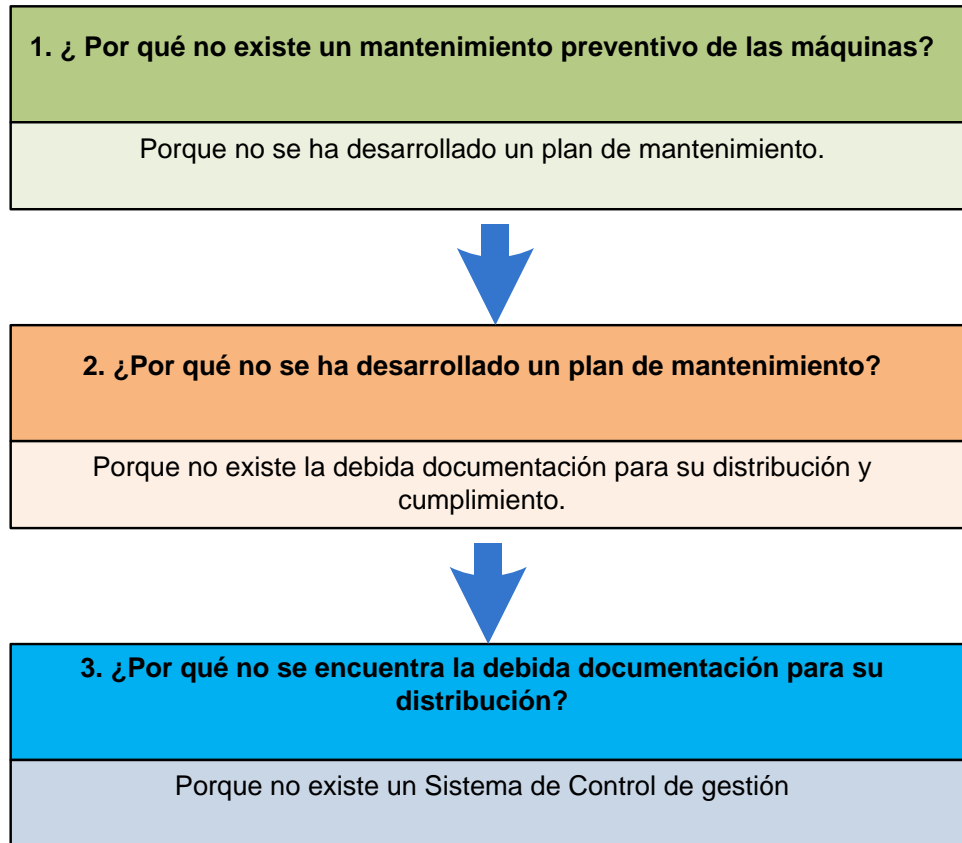 1. ¿ Por qué no existe un mantenimiento preventivo de las máquinas?
Porque no se ha desarrollado un plan de mantenimiento.
2. ¿Por qué no se ha desarrollado un plan de mantenimiento?
Porque no existe la debida documentación para su distribución y
cumplimiento.
3. ¿Por qué no se encuentra la debida documentación para su
distribución?
Porque no existe un Sistema de Control de gestión